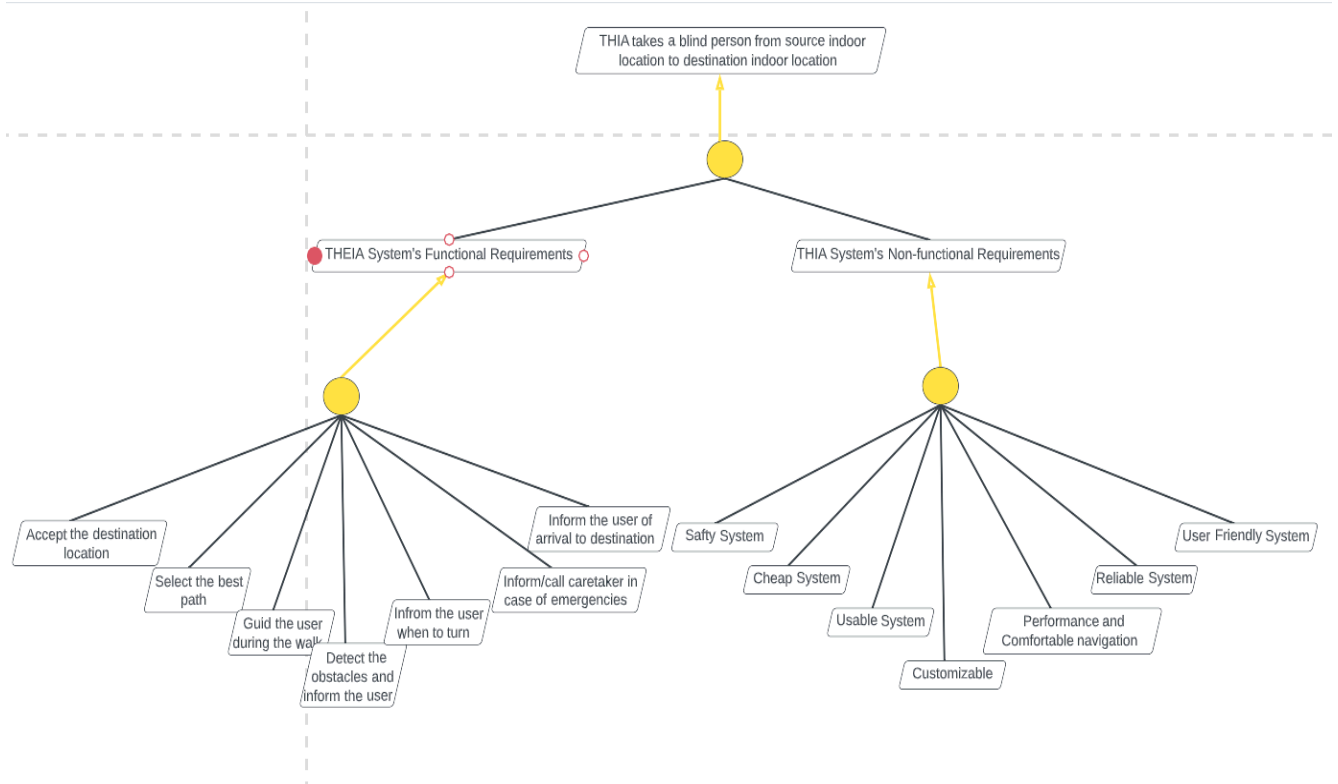 THIA takes a blind person from source indoor
location to destination indoor location
THEIA System's Functional Requirements
THIA System's Non-functional Requirements
Accept the destination
location
Select the best
path
Guid the user
during the walk
Detect the
obstacles and
inform the user
Infrom the user
when to turn
Inform/call caretaker in
case of emergencies
Inform the user of
arrival to destination
Safty System
Cheap System
Usable System
Customizable
Performance and
Comfortable navigation
Reliable System
User Friendly System